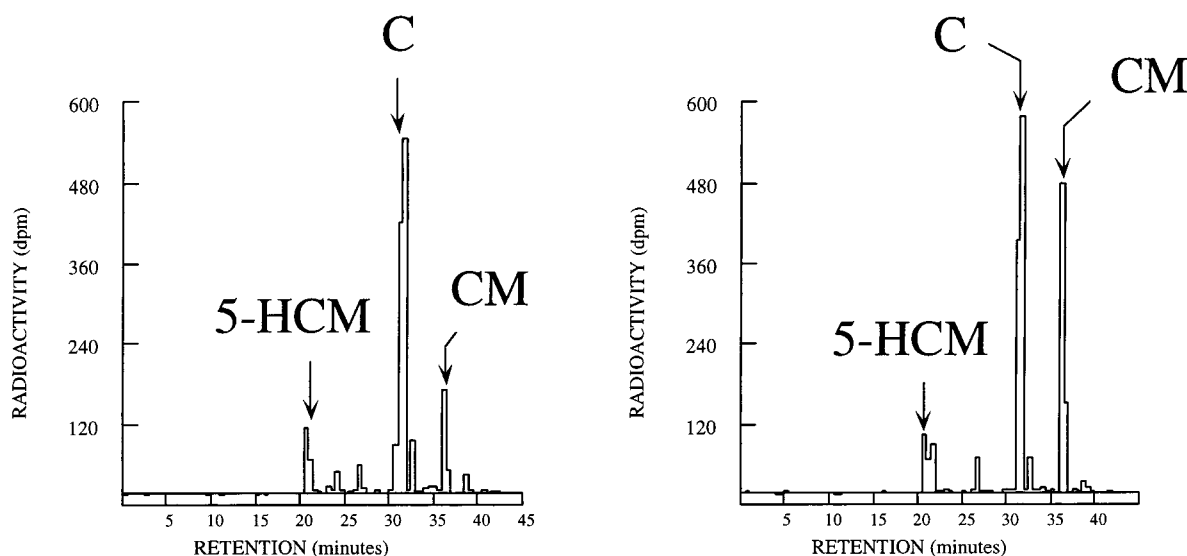 C
CM
5-HCM
600
480
360
240
120
RADIOACTIVITY (dpm)
5 10 15 20 25 30 35 40 45
RETENTION (minutes)
C
CM
5-HCM
600
480
360
240
120
RADIOACTIVITY (dpm)
5 10 15 20 25 30 35 40
RETENTION (minutes)